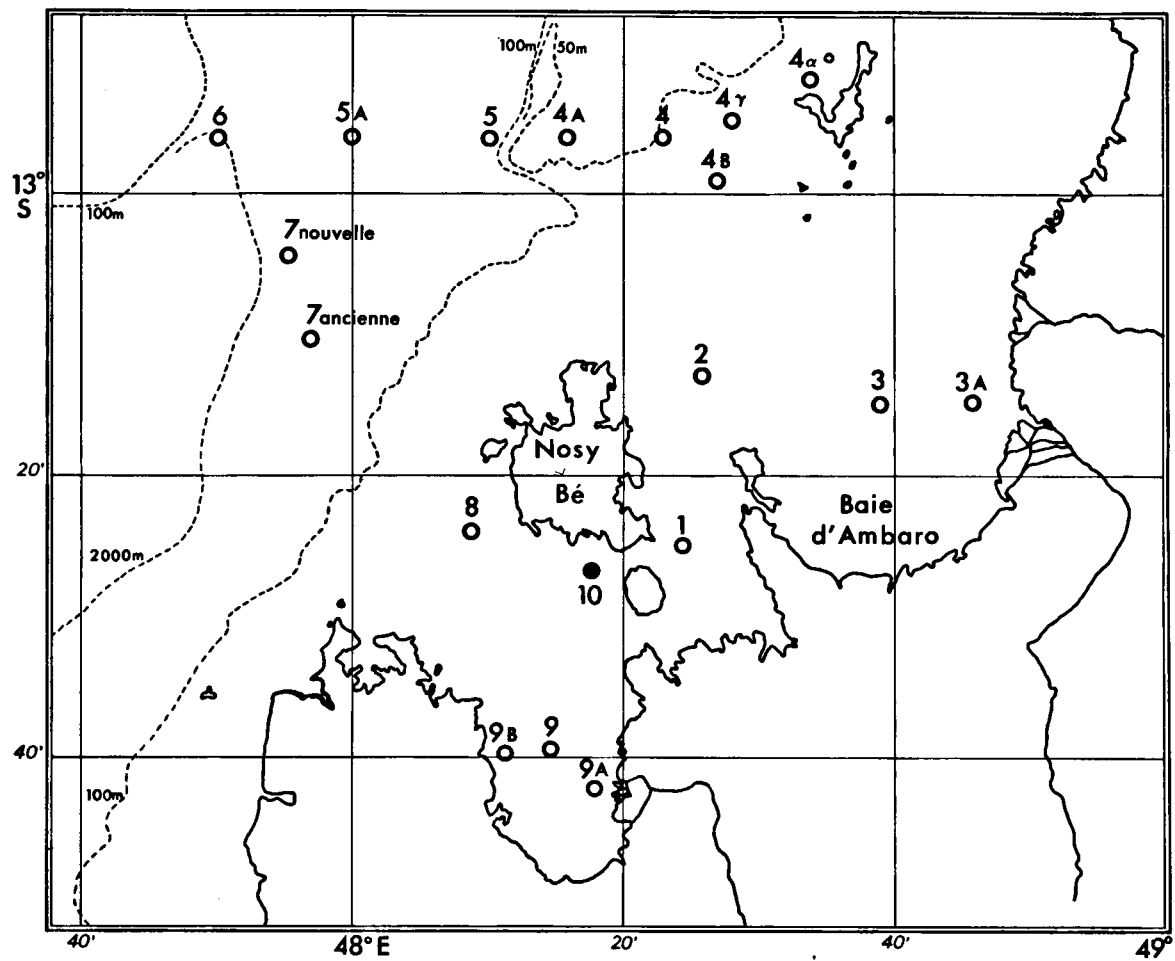 100m 50m
4α
6 5A 5 4A 4 4γ
4B
13°
S
100m
7nouvelle
7ancienne
2
3 3A
Nosy
Bé
20'
8
Baie
d'Ambaro
1
2000m
10
9B 9
40'
9A
100m
40' 48°E 20' 40' 49°